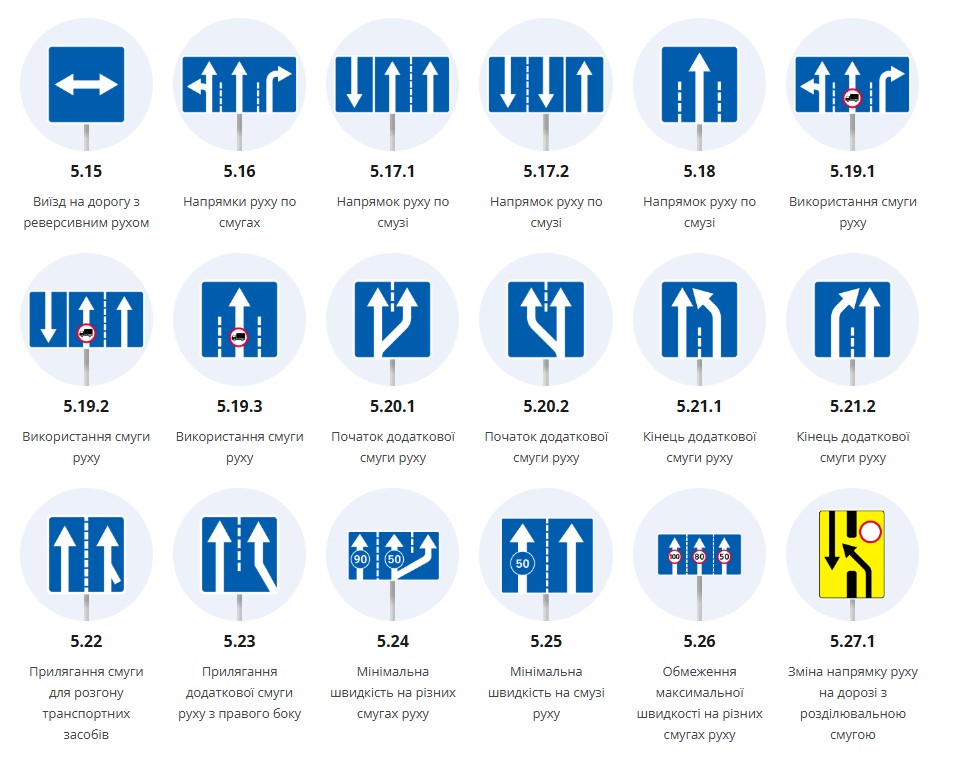 5.15
Виїзд на дорогу з
реверсивним рухом
5.16
Напрямки руху по
смугах
5.17.1
Напрямок руху по
смузі
5.17.2
Напрямок руху по
смузі
5.18
Напрямок руху по
смузі
5.19.1
Використання смуги
руху
5.19.2
Використання смуги
руху
5.19.3
Використання смуги
руху
5.20.1
Початок додаткової
смуги руху
5.20.2
Початок додаткової
смуги руху
5.21.1
Кінець додаткової
смуги руху
5.21.2
Кінець додаткової
смуги руху
5.22
Прилягання смуги
для розгону
транспортних
засобів
5.23
Прилягання
додаткової смуги
руху з правого боку
90 50
5.24
Мінімальна
швидкість на різних
смугах руху
50
5.25
Мінімальна
швидкість на смузі
руху
100 80 50
5.26
Обмеження
максимальної
швидкості на різних
смугах руху
5.27.1
Зміна напрямку руху
на дорозі з
розділювальною
смугою